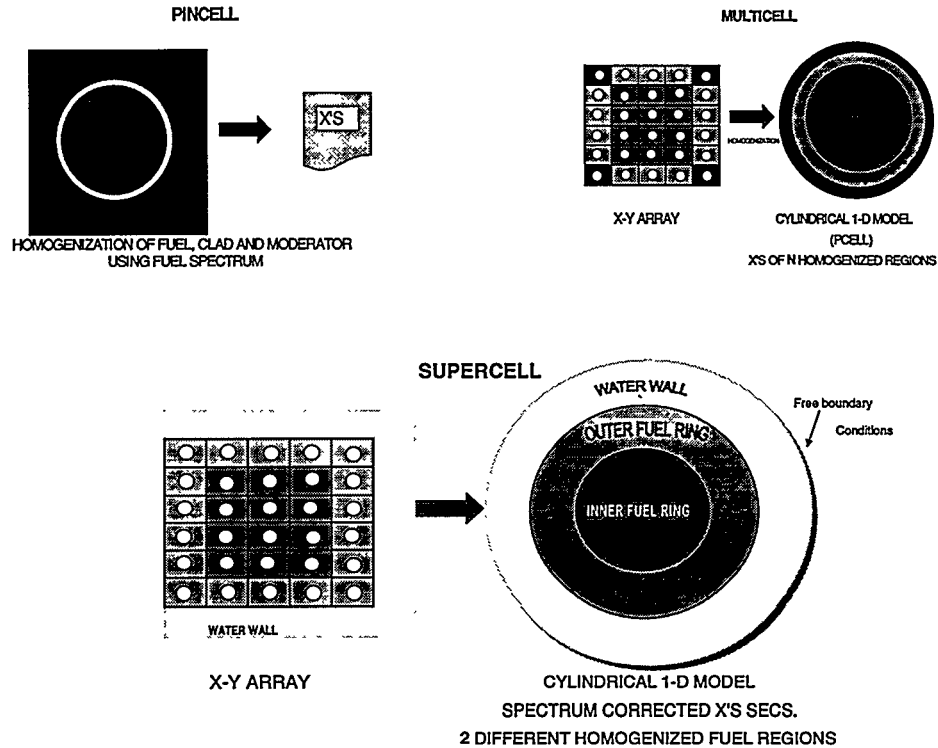 PINCELL
X'S
HOMOGENIZATION OF FUEL, CLAD AND MODERATOR
USING FUEL SPECTRUM
MULTICELL
HOMOGENIZATION
X-Y ARRAY
CYLINDRICAL 1-D MODEL
(PCELL)
X'S OF N HOMOGENIZED REGIONS
SUPERCELL
WATER WALL
OUTER FUEL RING
INNER FUEL RING
Free boundary
Conditions
WATER WALL
X-Y ARRAY
CYLINDRICAL 1-D MODEL
SPECTRUM CORRECTED X'S SECS.
2 DIFFERENT HOMOGENIZED FUEL REGIONS